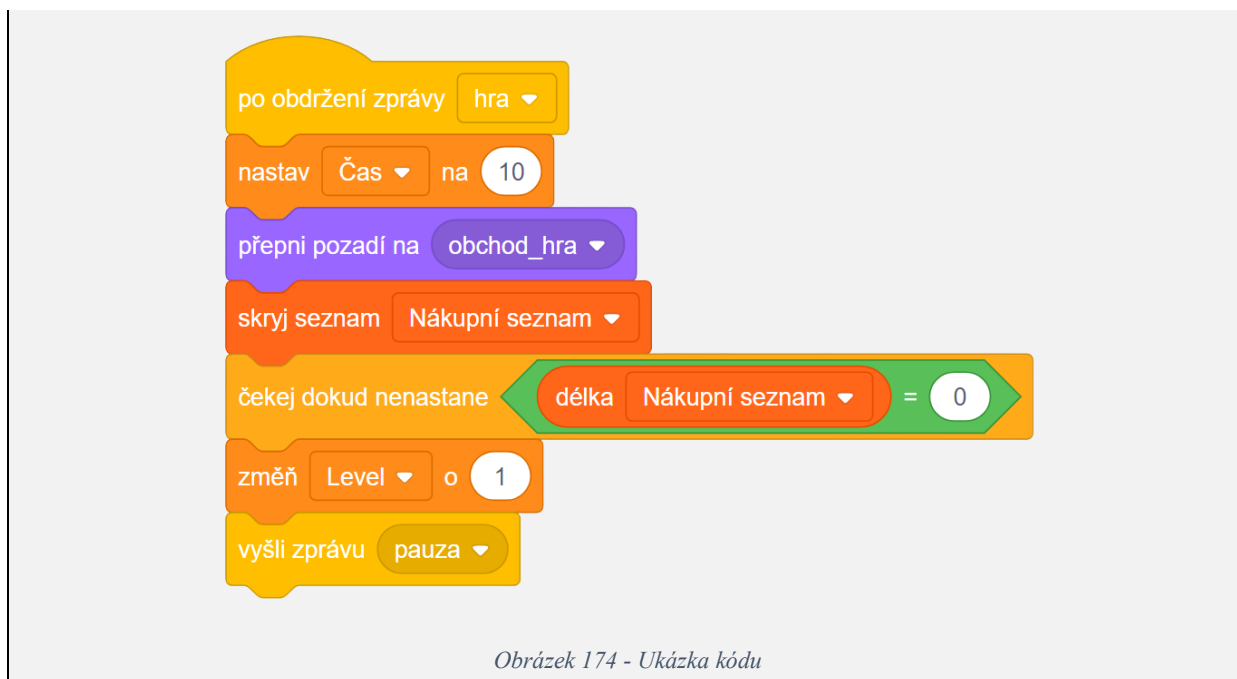 po obdržení zprávy hra
nastav Čas na 10
přepni pozadí na obchod_hra
skryj seznam Nákupní seznam
čekej dokud nenastane délka Nákupní seznam = 0
změň Level o 1
vyšli zprávu pauza
Obrázek 174 - Ukázka kódu